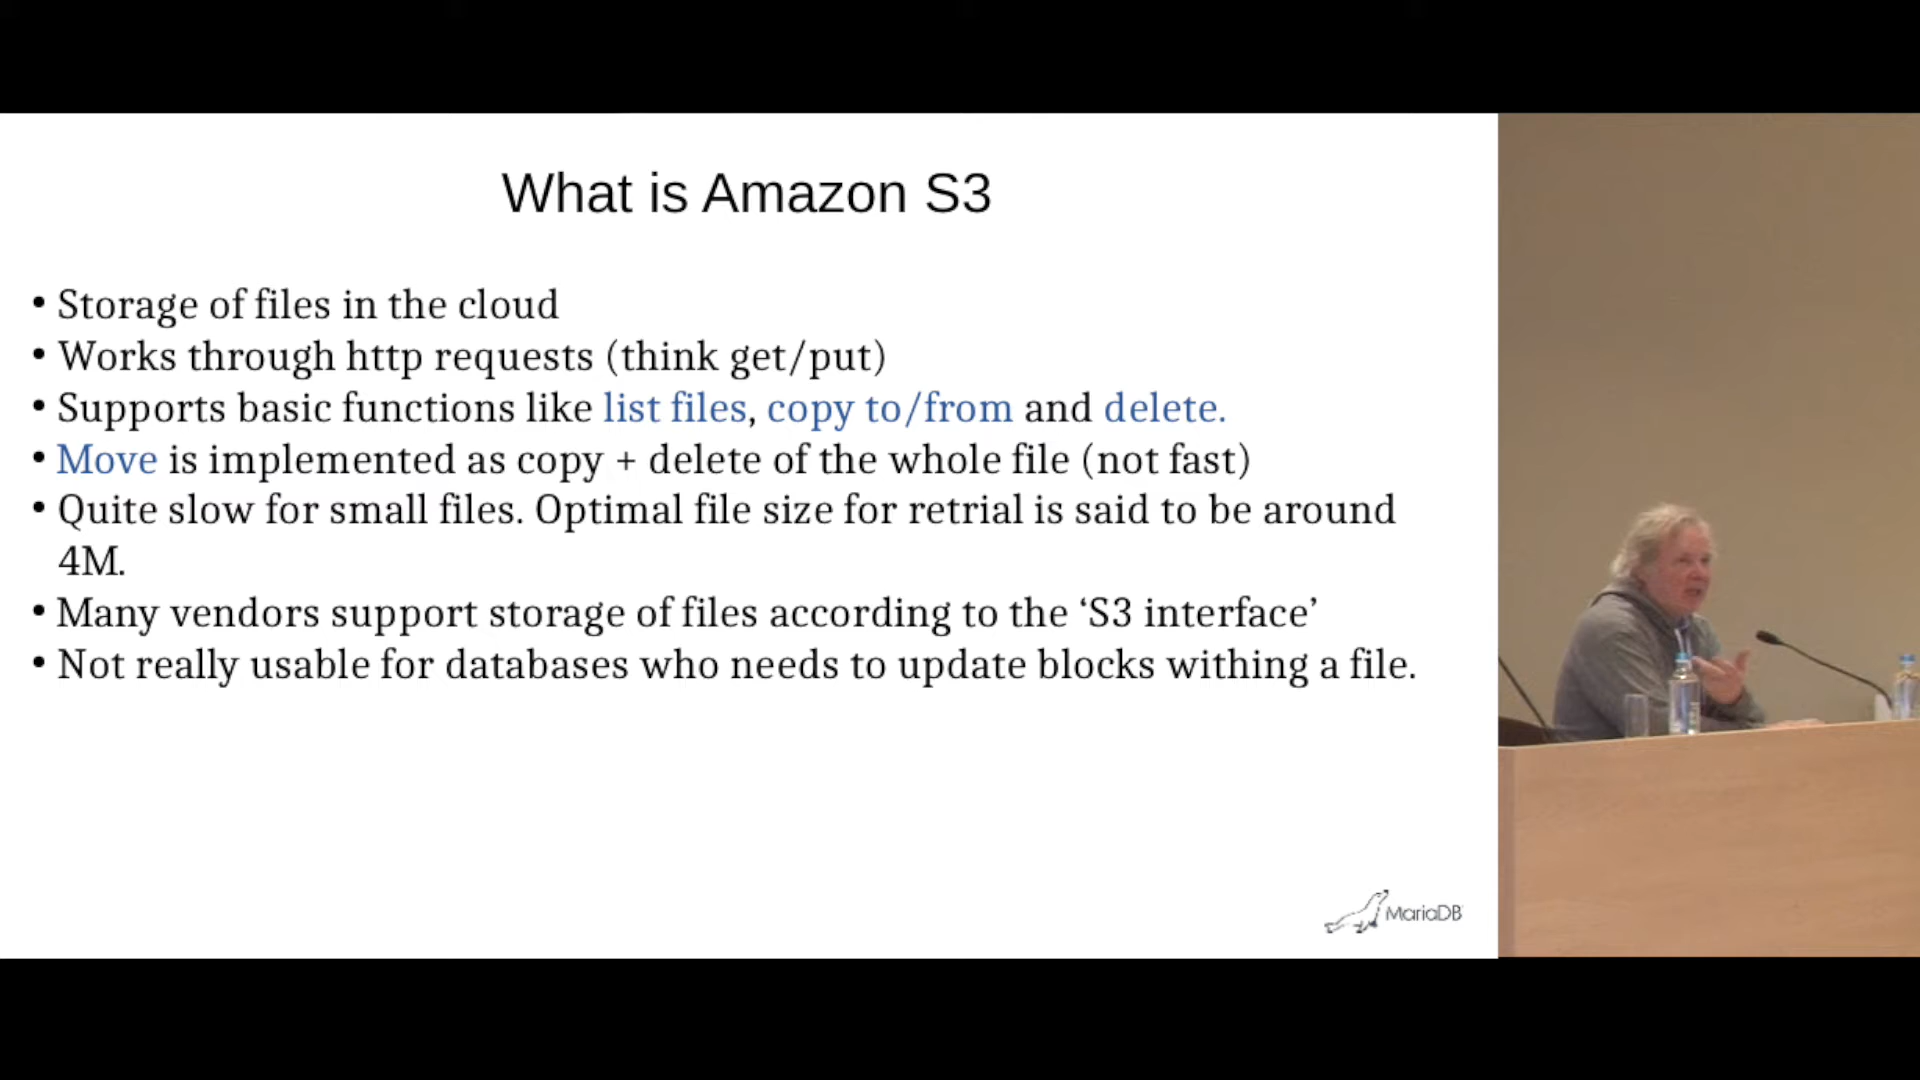 What is Amazon S3
• Storage of files in the cloud
• Works through http requests (think get/put)
• Supports basic functions like list files, copy to/from and delete.
• Move is implemented as copy + delete of the whole file (not fast)
• Quite slow for small files. Optimal file size for retrial is said to be around
4M.
• Many vendors support storage of files according to the ‘S3 interface’
• Not really usable for databases who needs to update blocks withing a file.
MariaDB